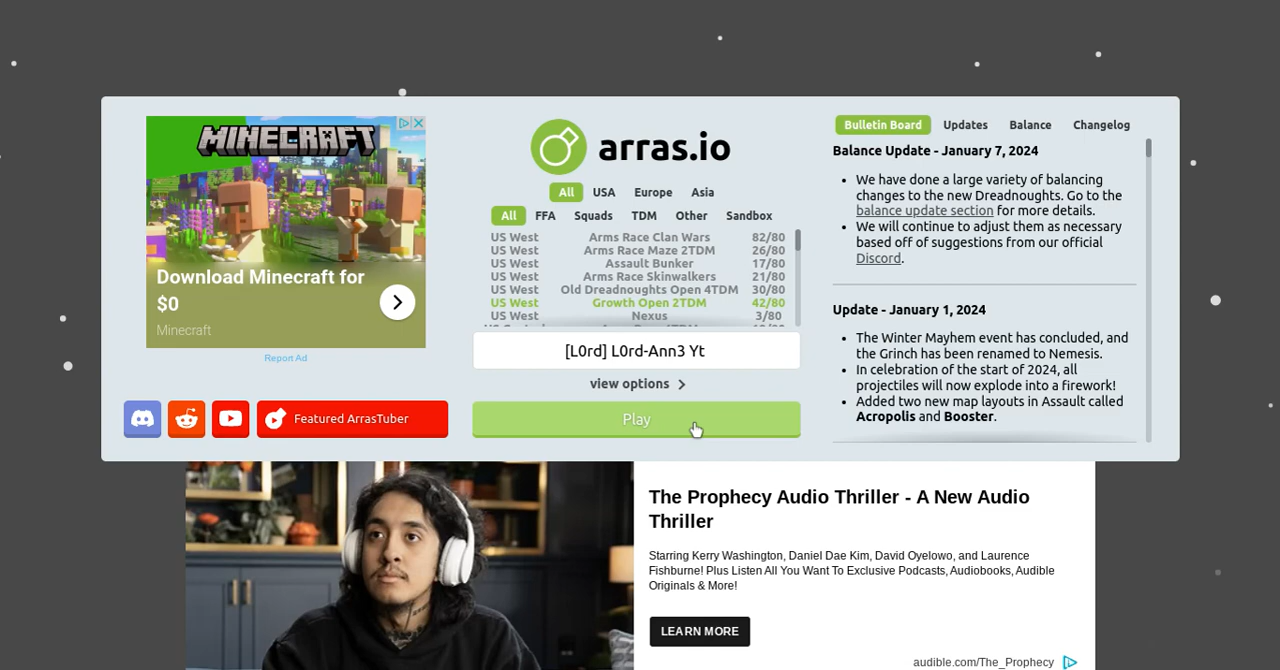 MINECRAFT
Download Minecraft for
$0
Minecraft
Report Ad
Featured ArrasTuber
arras.io
All USA Europe Asia
All FFA Squads TDM Other Sandbox
US West Arms Race Clan Wars 82/80
US West Arms Race Maze 2TDM 26/80
US West Assault Bunker 17/80
US West Arms Race Skinwalkers 21/80
US West Old Dreadnoughts Open 4TDM 30/80
US West Growth Open 2TDM 42/80
US West Nexus 3/80
[L0rd] L0rd-Ann3 Yt
view options
Play
Bulletin Board Updates Balance Changelog
Balance Update - January 7, 2024
We have done a large variety of balancing
changes to the new Dreadnoughts. Go to the
balance update section for more details.
We will continue to adjust them as necessary
based off of suggestions from our official
Discord.
Update - January 1, 2024
The Winter Mayhem event has concluded, and
the Grinch has been renamed to Nemesis.
In celebration of the start of 2024, all
projectiles will now explode into a firework!
Added two new map layouts in Assault called
Acropolis and Booster.
The Prophecy Audio Thriller - A New Audio
Thriller
Starring Kerry Washington, Daniel Dae Kim, David Oyelowo, and Laurence
Fishburne! Plus Listen All You Want To Exclusive Podcasts, Audiobooks, Audible
Originals & More!
LEARN MORE
audible.com/The_Prophecy